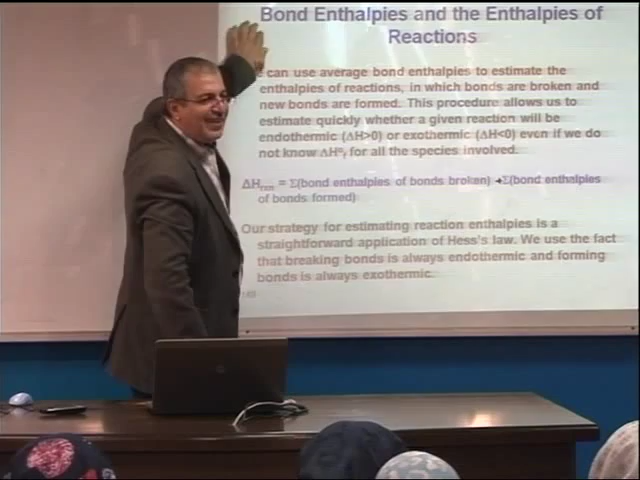 Bond Enthalpies and the Enthalpies of
Reactions
can use average bond enthalpies to estimate the
enthalpies of reactions, in which bonds are broken and
new bonds are formed. This procedure allows us to
estimate quickly whether a given reaction will be
endothermic (ΔH>0) or exothermic (ΔH<0) even if we do
not know ΔH°f for all the species involved.
ΔHrxn = Σ(bond enthalpies of bonds broken) -Σ(bond enthalpies
of bonds formed)
Our strategy for estimating reaction enthalpies is a
straightforward application of Hess's law. We use the fact
that breaking bonds is always endothermic and forming
bonds is always exothermic.